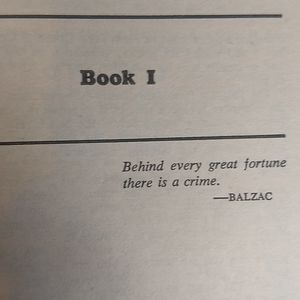 Book I
Behind every great fortune
there is a crime.
—BALZAC